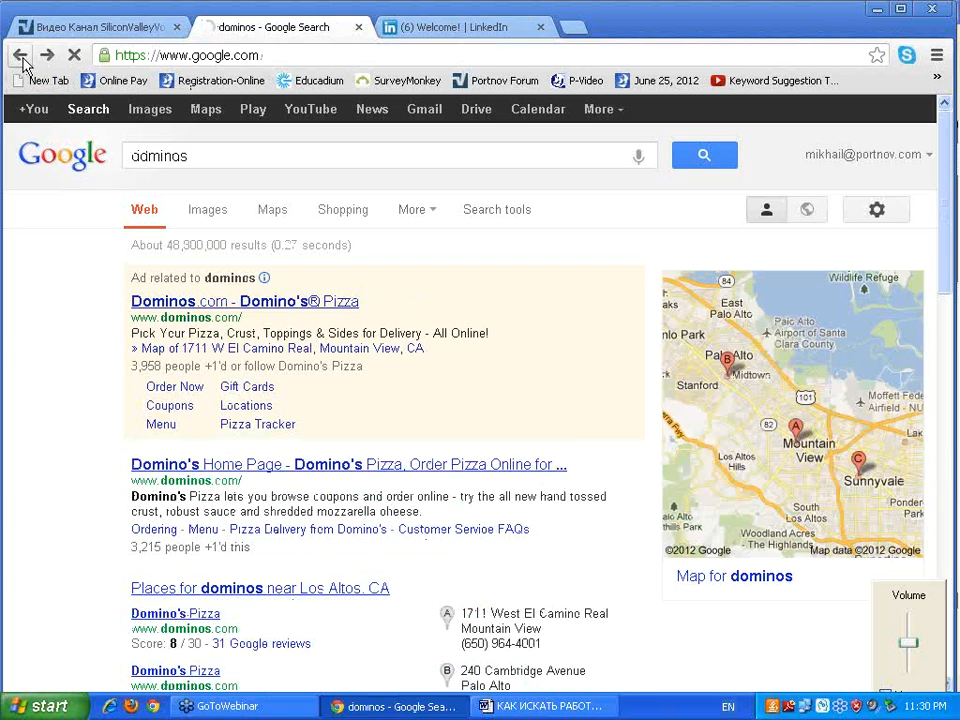 Видео Канал SiliconValleyVo
dominos - Google Search
(6) Welcome! | LinkedIn
https://www.google.com
New Tab
Online Pay
Registration-Online
Educadium
SurveyMonkey
Portnov Forum
P-Video
June 25, 2012
Keyword Suggestion T...
+You Search Images Maps Play YouTube News Gmail Drive Calendar More
Google
dominos
mikhail@portnov.com
Web Images Maps Shopping More Search tools
About 48,300,000 results (0.27 seconds)
Ad related to dominos
Dominos.com - Domino's® Pizza
www.dominos.com/
Pick Your Pizza, Crust, Toppings & Sides for Delivery - All Online!
» Map of 1711 W El Camino Real, Mountain View, CA
3,958 people +1'd or follow Domino's Pizza
Order Now Gift Cards
Coupons Locations
Menu Pizza Tracker
Domino's Home Page - Domino's Pizza, Order Pizza Online for ...
www.dominos.com/
Domino's Pizza lets you browse coupons and order online - try the all new hand tossed
crust, robust sauce and shredded mozzarella cheese.
Ordering - Menu - Pizza Delivery from Domino's - Customer Service FAQs
3,215 people +1'd this
Places for dominos near Los Altos, CA
Domino's Pizza
www.dominos.com
Score: 8 / 30 - 31 Google reviews
A
1711 West El Camino Real
Mountain View
(650) 964-4001
Domino's Pizza
www.dominos.com
B
240 Cambridge Avenue
Palo Alto
Wildlife Refuge
84
East
Palo Alto
Palo Alto
Airport of Santa
Clara County
B
Midtown
Stanford
101
Moffett Fede
Airfield - NU
82
A
Mountain
View
Los Altos
C
Sunnyvale
Los Altos
Hills
South
Los Altos
Woodland Acres -
The Highlands
©2012 Google
Map data ©2012 Google
Map for dominos
Volume
start
GoToWebinar
dominos - Google Sea...
КАК ИСКАТЬ РАБОТ...
EN
11:30 PM